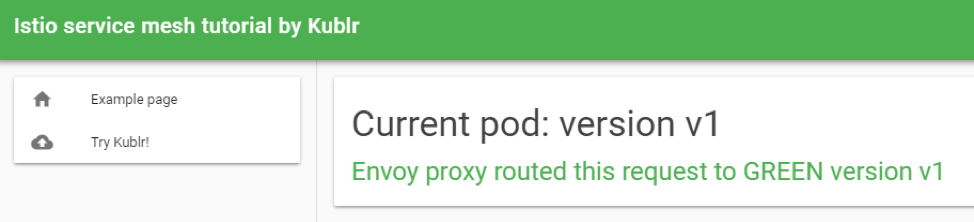 Istio service mesh tutorial by Kublr
Example page
Try Kublr!
Current pod: version v1
Envoy proxy routed this request to GREEN version v1